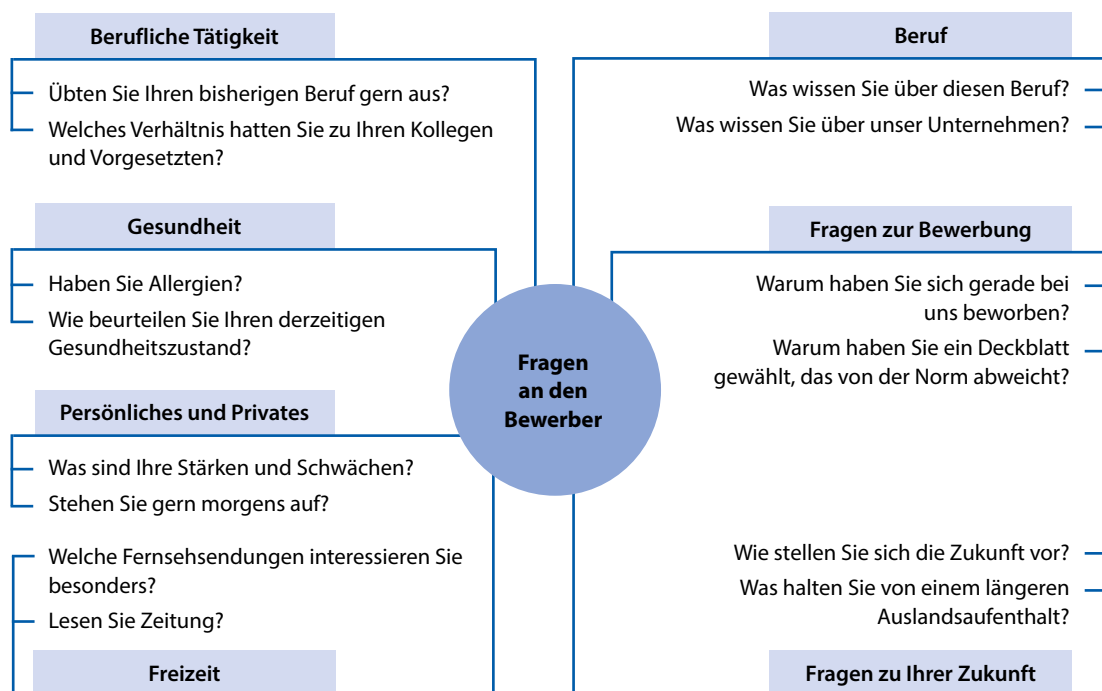 Berufliche Tätigkeit
Übten Sie Ihren bisherigen Beruf gern aus?
Welches Verhältnis hatten Sie zu Ihren Kollegen
und Vorgesetzten?
Gesundheit
Haben Sie Allergien?
Wie beurteilen Sie Ihren derzeitigen
Gesundheitszustand?
Persönliches und Privates
Was sind Ihre Stärken und Schwächen?
Stehen Sie gern morgens auf?
Welche Fernsehsendungen interessieren Sie
besonders?
Lesen Sie Zeitung?
Freizeit
Fragen
an den
Bewerber
Beruf
Was wissen Sie über diesen Beruf?
Was wissen Sie über unser Unternehmen?
Fragen zur Bewerbung
Warum haben Sie sich gerade bei
uns beworben?
Warum haben Sie ein Deckblatt
gewählt, das von der Norm abweicht?
Wie stellen Sie sich die Zukunft vor?
Was halten Sie von einem längeren
Auslandsaufenthalt?
Fragen zu Ihrer Zukunft